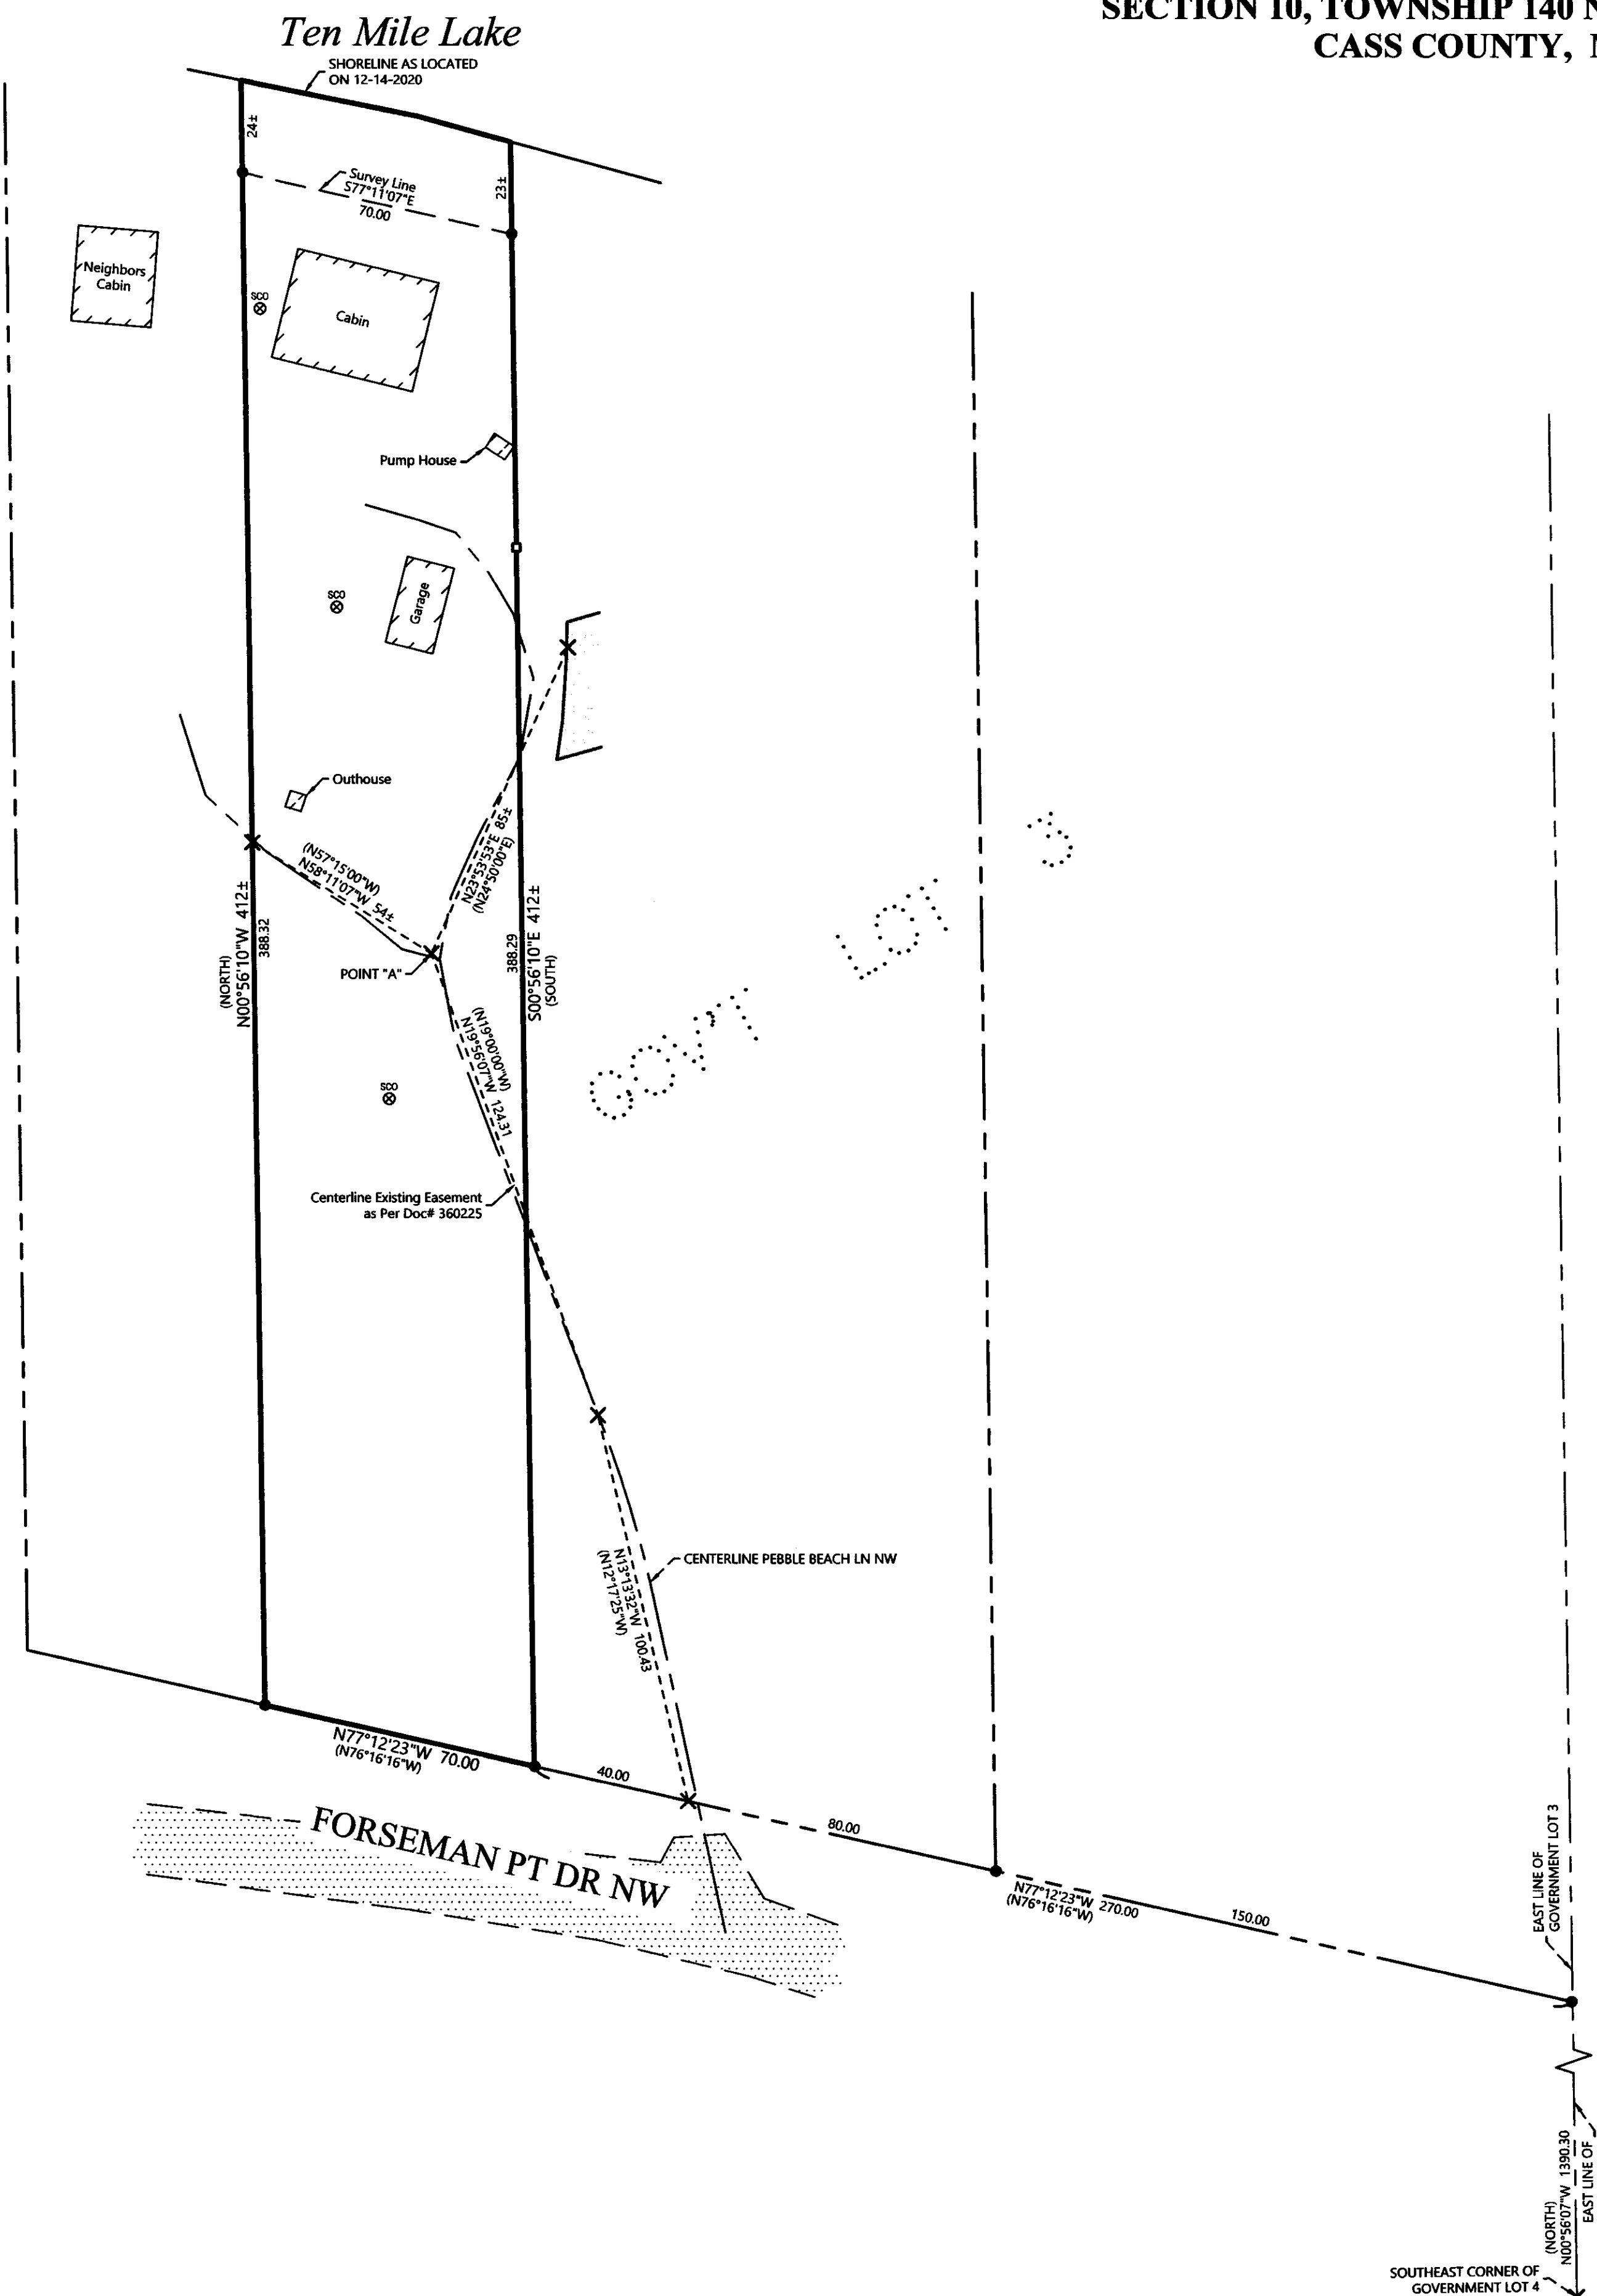 SECTION 10, TOWNSHIP 140 N
CASS COUNTY,
Ten Mile Lake
SHORELINE AS LOCATED
ON 12-14-2020
24±
23±
Survey Line
S77°11'07"E
70.00
Neighbors
Cabin
SCO
Cabin
Pump House
SCO
Garage
Outhouse
(N57°15'00"W)
N58°11'07"W 54±
N23°53'53"E 85±
(N24°50'00"E)
POINT "A"
(NORTH)
N00°56'10"W 412±
388.32
388.29
S00°56'10"E 412±
(SOUTH)
GOV'T LOT 3
(N19°00'00"W)
N19°56'07"W 124.31
SCO
Centerline Existing Easement
as Per Doc# 360225
CENTERLINE PEBBLE BEACH LN NW
N13°13'32"W 100.43
(N12°17'25"W)
N77°12'23"W 70.00
(N76°16'16"W)
40.00
80.00
FORSEMAN PT DR NW
N77°12'23"W 270.00
(N76°16'16"W)
150.00
EAST LINE OF
GOVERNMENT LOT 3
(NORTH)
N00°56'07"W 1390.30
EAST LINE OF
SOUTHEAST CORNER OF
GOVERNMENT LOT 4